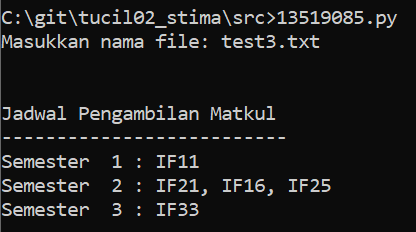 C:\git\tucil02_stima\src>13519085.py
Masukkan nama file: test3.txt
Jadwal Pengambilan Matkul
--------------------------
Semester  1 : IF11
Semester  2 : IF21, IF16, IF25
Semester  3 : IF33